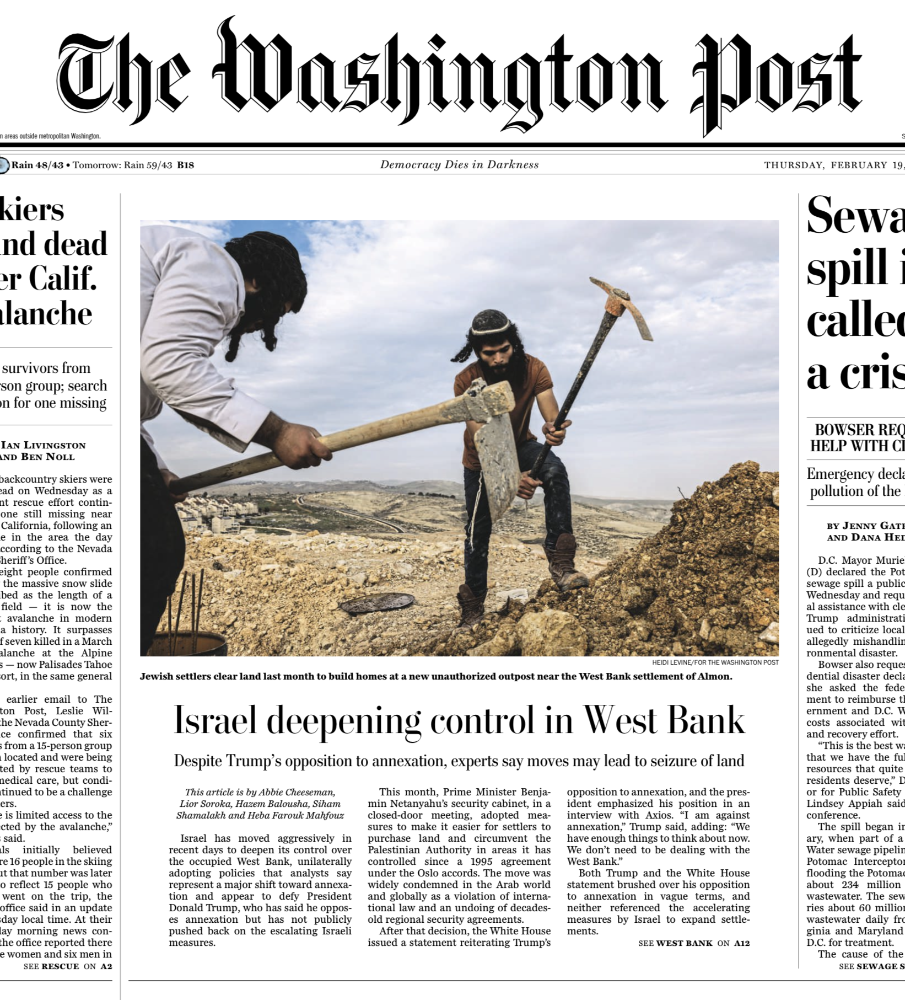 The Washington Post
n areas outside metropolitan Washington.
S
Rain 48/43 • Tomorrow: Rain 59/43 B18
Democracy Dies in Darkness
THURSDAY, FEBRUARY 19,
kiers
nd dead
er Calif.
alanche
survivors from
rson group; search
on for one missing
IAN LIVINGSTON
AND BEN NOLL
backcountry skiers were
ead on Wednesday as a
nt rescue effort contin-
one still missing near
California, following an
e in the area the day
according to the Nevada
Sheriff's Office.
eight people confirmed
the massive snow slide
ibed as the length of a
field — it is now the
t avalanche in modern
a history. It surpasses
f seven killed in a March
alanche at the Alpine
s — now Palisades Tahoe
sort, in the same general
earlier email to The
ton Post, Leslie Wil-
the Nevada County Sher-
ce confirmed that six
s from a 15-person group
n located and were being
ted by rescue teams to
medical care, but condi-
ntinued to be a challenge
ers.
e is limited access to the
cted by the avalanche,"
s said.
als initially believed
re 16 people in the skiing
ut that number was later
o reflect 15 people who
went on the trip, the
office said in an update
sday local time. At their
day morning news con-
the office reported there
e women and six men in
SEE RESCUE ON A2
HEIDI LEVINE/FOR THE WASHINGTON POST
Jewish settlers clear land last month to build homes at a new unauthorized outpost near the West Bank settlement of Almon.
Israel deepening control in West Bank
Despite Trump's opposition to annexation, experts say moves may lead to seizure of land
This article is by Abbie Cheeseman,
Lior Soroka, Hazem Balousha, Siham
Shamalakh and Heba Farouk Mahfouz
Israel has moved aggressively in
recent days to deepen its control over
the occupied West Bank, unilaterally
adopting policies that analysts say
represent a major shift toward annexa-
tion and appear to defy President
Donald Trump, who has said he oppos-
es annexation but has not publicly
pushed back on the escalating Israeli
measures.
This month, Prime Minister Benja-
min Netanyahu's security cabinet, in a
closed-door meeting, adopted mea-
sures to make it easier for settlers to
purchase land and circumvent the
Palestinian Authority in areas it has
controlled since a 1995 agreement
under the Oslo accords. The move was
widely condemned in the Arab world
and globally as a violation of interna-
tional law and an undoing of decades-
old regional security agreements.
After that decision, the White House
issued a statement reiterating Trump's
opposition to annexation, and the pres-
ident emphasized his position in an
interview with Axios. "I am against
annexation," Trump said, adding: "We
have enough things to think about now.
We don't need to be dealing with the
West Bank."
Both Trump and the White House
statement brushed over his opposition
to annexation in vague terms, and
neither referenced the accelerating
measures by Israel to expand settle-
ments.
SEE WEST BANK ON A12
Sewa
spill i
called
a cris
BOWSER REQ
HELP WITH CL
Emergency decla
pollution of the
BY JENNY GATH
AND DANA HED
D.C. Mayor Muriel
(D) declared the Pot
sewage spill a public
Wednesday and requ
al assistance with cle
Trump administrati
ued to criticize local
allegedly mishandlin
ronmental disaster.
Bowser also reques
dential disaster decla
she asked the fede
ment to reimburse th
ernment and D.C. W
costs associated wit
and recovery effort.
"This is the best wa
that we have the ful
resources that quite
residents deserve," D
or for Public Safety
Lindsey Appiah said
conference.
The spill began in
ary, when part of a
Water sewage pipelin
Potomac Interceptor
flooding the Potomac
about 234 million
wastewater. The sew
ries about 60 million
wastewater daily fro
ginia and Maryland
D.C. for treatment.
The cause of the
SEE SEWAGE S